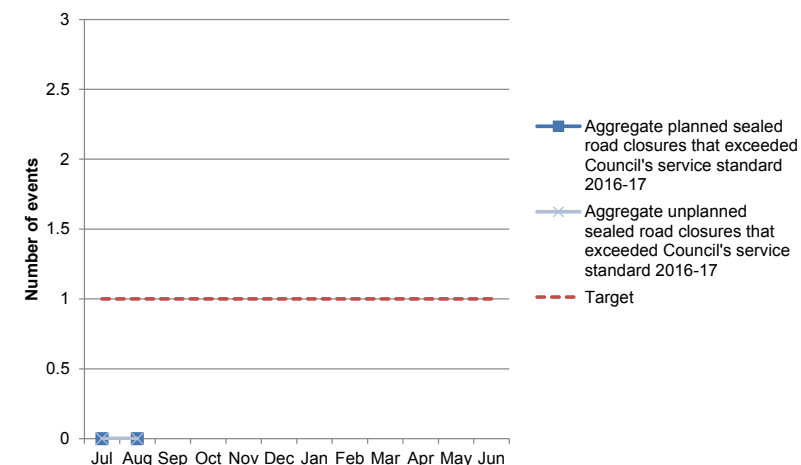 3
2.5
2
1.5
1
0.5
0
Number of events
Jul Aug Sep Oct Nov Dec Jan Feb Mar Apr May Jun
Aggregate planned sealed
road closures that exceeded
Council's service standard
2016-17
Aggregate unplanned
sealed road closures that
exceeded Council's service
standard 2016-17
Target